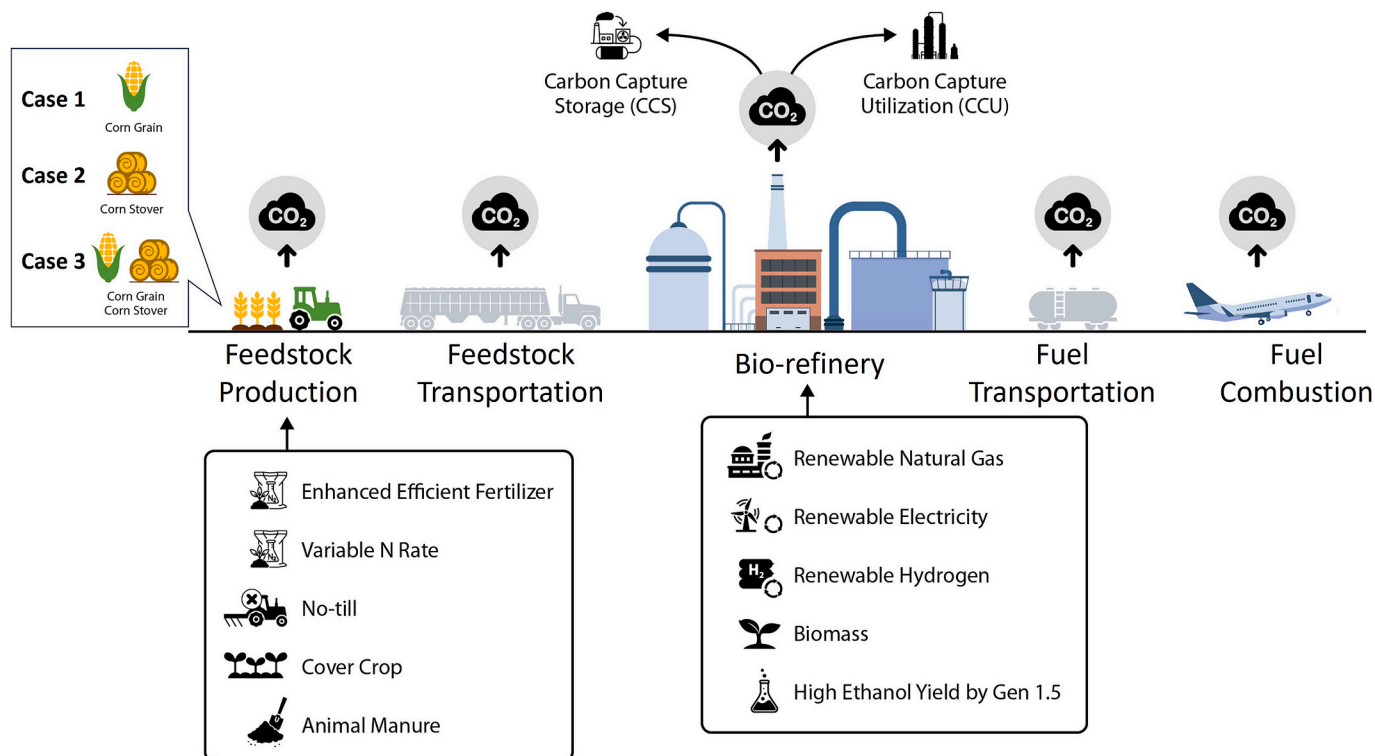 Case 1
Corn Grain
Case 2
Corn Stover
Case 3
Corn Grain
Corn Stover
Carbon Capture
Storage (CCS)
Carbon Capture
Utilization (CCU)
CO₂
CO₂
CO₂
CO₂
CO₂
Feedstock
Production
Feedstock
Transportation
Bio-refinery
Fuel
Transportation
Fuel
Combustion
N₂
Enhanced Efficient Fertilizer
N₂
Variable N Rate
No-till
Cover Crop
Animal Manure
Renewable Natural Gas
Renewable Electricity
H₂
Renewable Hydrogen
Biomass
High Ethanol Yield by Gen 1.5